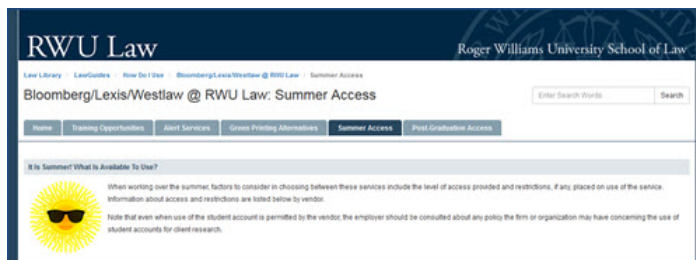 RWU Law
Roger Williams University School of Law
Law Library / LawGuides / How Do I Use / Bloomberg/Lexis/Westlaw @ RWU Law / Summer Access
Bloomberg/Lexis/Westlaw @ RWU Law: Summer Access
Enter Search Words Search
Home Training Opportunities Alert Services Green Printing Alternatives Summer Access Post-Graduation Access
It Is Summer! What Is Available To Use?
When working over the summer, factors to consider in choosing between these services include the level of access provided and restrictions, if any, placed on use of the service.
Information about access and restrictions are listed below by vendor.
Note that even when use of the student account is permitted by the vendor, the employer should be consulted about any policy the firm or organization may have concerning the use of
student accounts for client research.